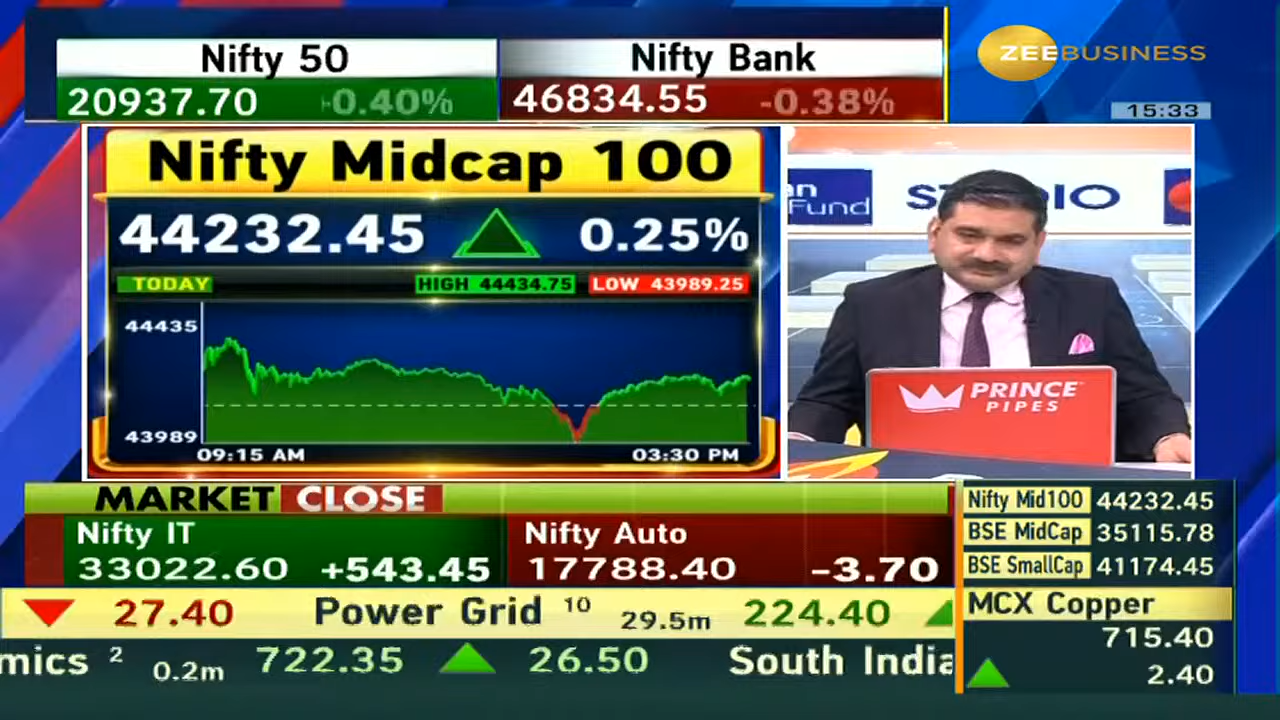 Nifty 50
20937.70 +0.40%
Nifty Bank
46834.55 -0.38%
ZEEBUSINESS
15:33
Nifty Midcap 100
44232.45 0.25%
TODAY HIGH 44434.75 LOW 43989.25
44435
43989
09:15 AM 03:30 PM
an
Fund
ST DIO
PRINCE
PIPES
MARKET CLOSE
Nifty IT
33022.60 +543.45
Nifty Auto
17788.40 -3.70
Nifty Mid100 44232.45
BSE MidCap 35115.78
BSE SmallCap 41174.45
MCX Copper
715.40
2.40
27.40 Power Grid 10 29.5m 224.40
mics 2 0.2m 722.35 26.50 South India